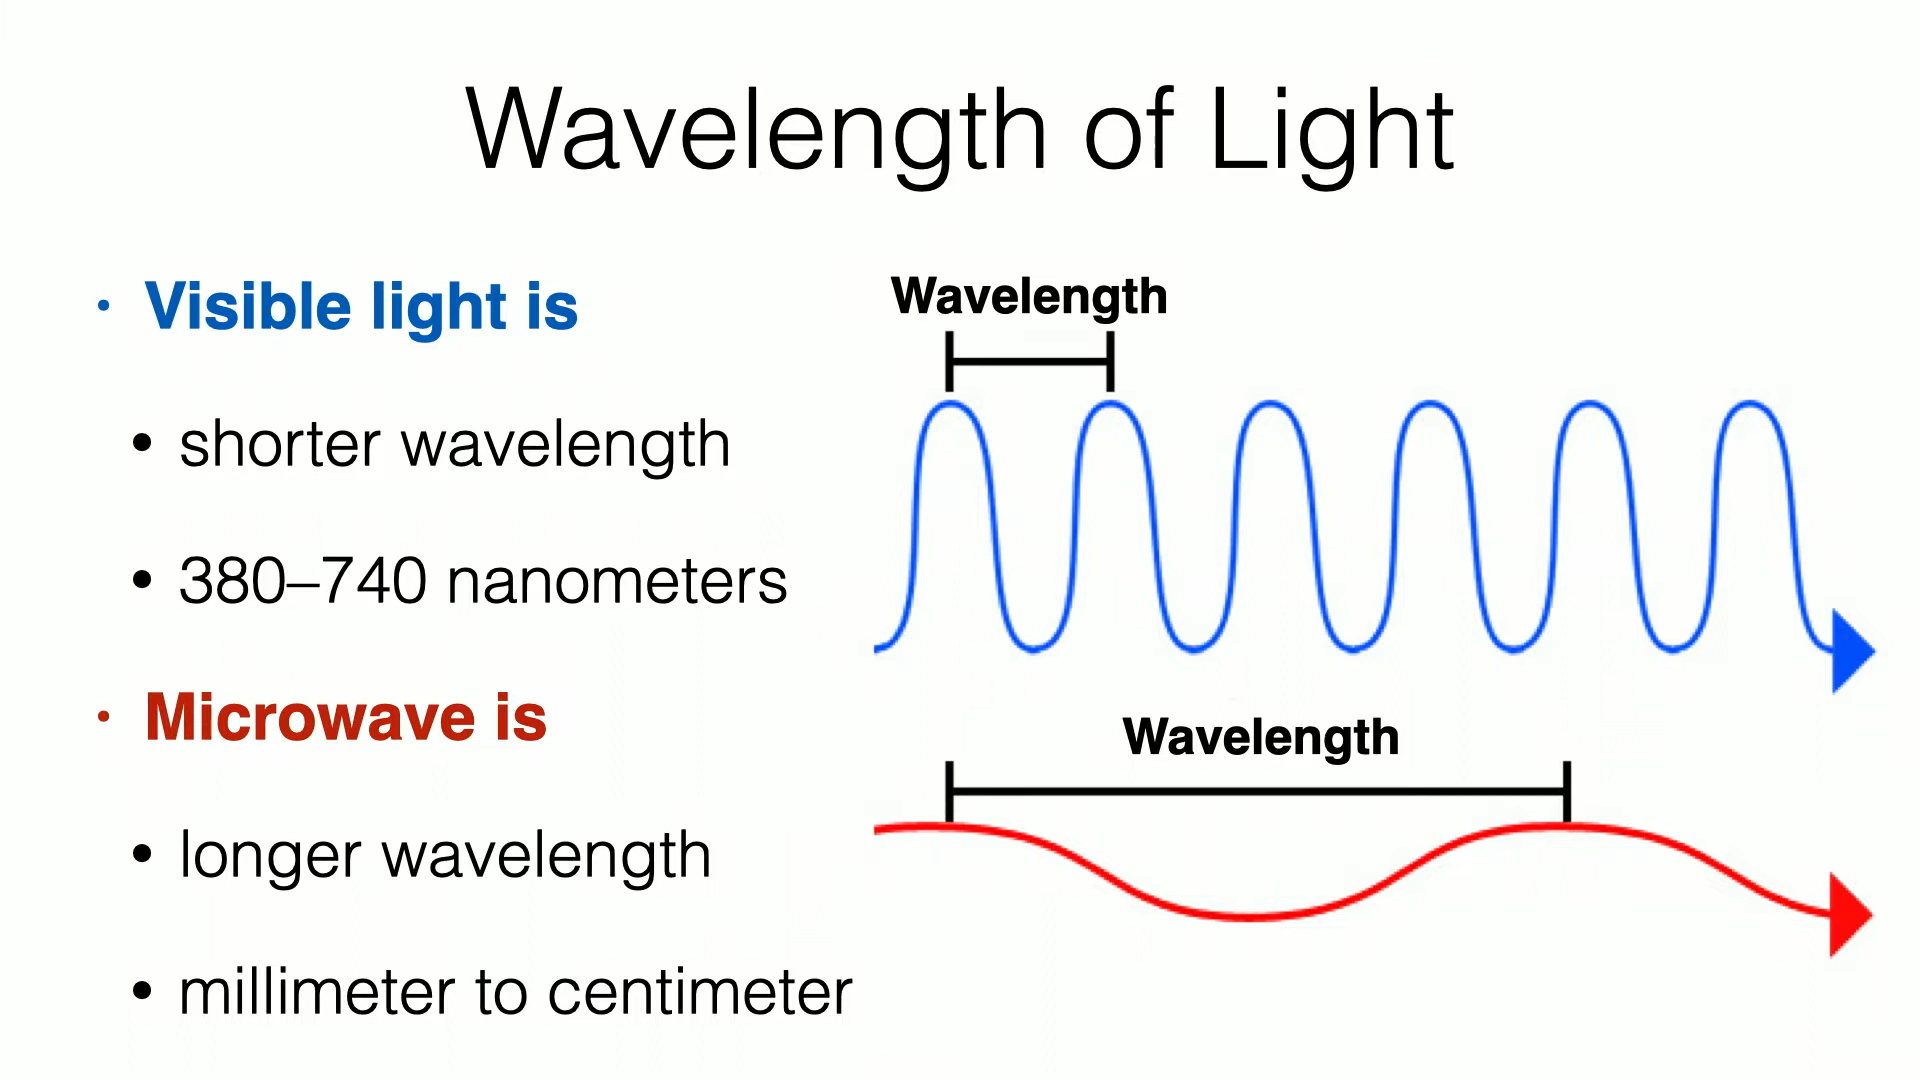 Wavelength of Light
• Visible light is
• shorter wavelength
• 380–740 nanometers
• Microwave is
• longer wavelength
• millimeter to centimeter
Wavelength
Wavelength